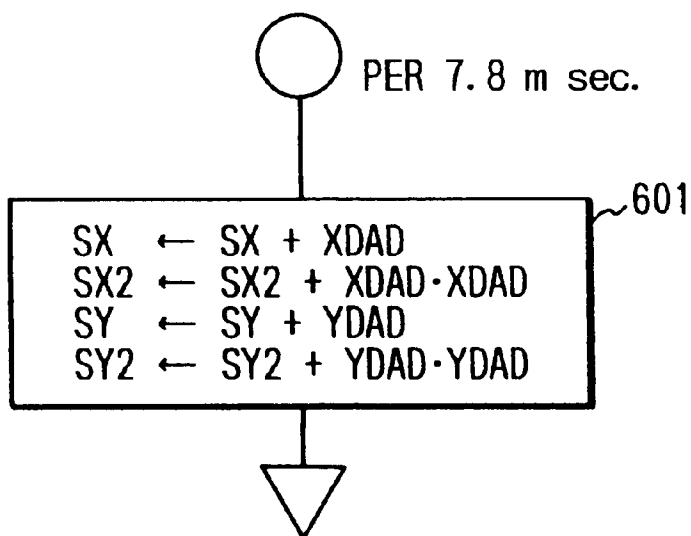 PER 7.8 m sec.
601
SX ← SX + XDAD
SX2 ← SX2 + XDAD·XDAD
SY ← SY + YDAD
SY2 ← SY2 + YDAD·YDAD